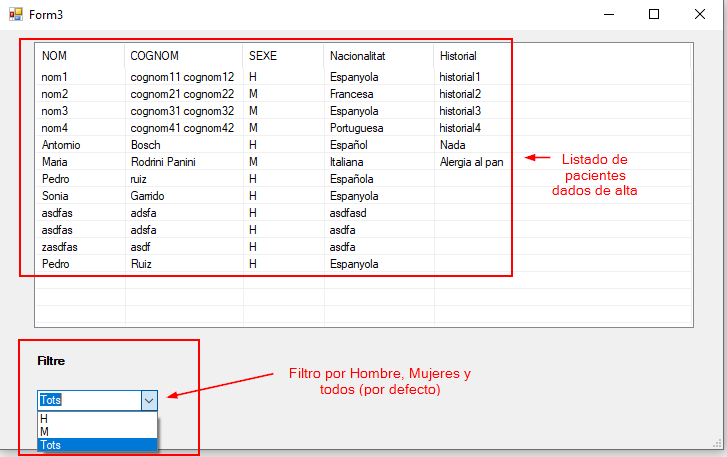 Form3
NOM COGNOM SEXE Nacionalitat Historial
nom1 cognom11 cognom12 H Espanyola historial1
nom2 cognom21 cognom22 M Francesa historial2
nom3 cognom31 cognom32 M Espanyola historial3
nom4 cognom41 cognom42 M Portuguesa historial4
Antornio Bosch H Español Nada
Maria Rodrini Panini M Italiana Alergia al pan
Pedro ruiz H Española
Sonia Garrido H Espanyola
asdfas adsfa H asdfasd
asdfas adsfa H asdfa
zasdfas asdf H asdfa
Pedro Ruiz H Espanyola
Listado de
pacientes
dados de alta
Filtre
Tots
H
M
Tots
Filtro por Hombre, Mujeres y
todos (por defecto)